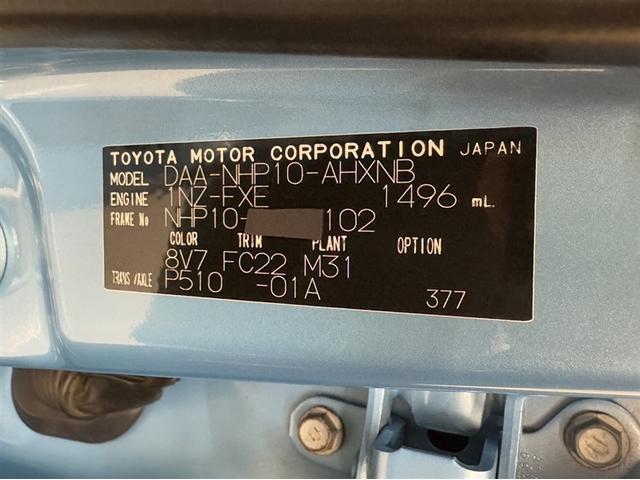 TOYOTA MOTOR CORPORATION JAPAN
MODEL DAA-NHP10-AHXNB
ENGINE 1NZ-FXE 1496 mL.
FRAME No NHP10- 102
COLOR TRIM PLANT OPTION
8V7 FC22 M31
TRANS/AXLE P510 -01A
377